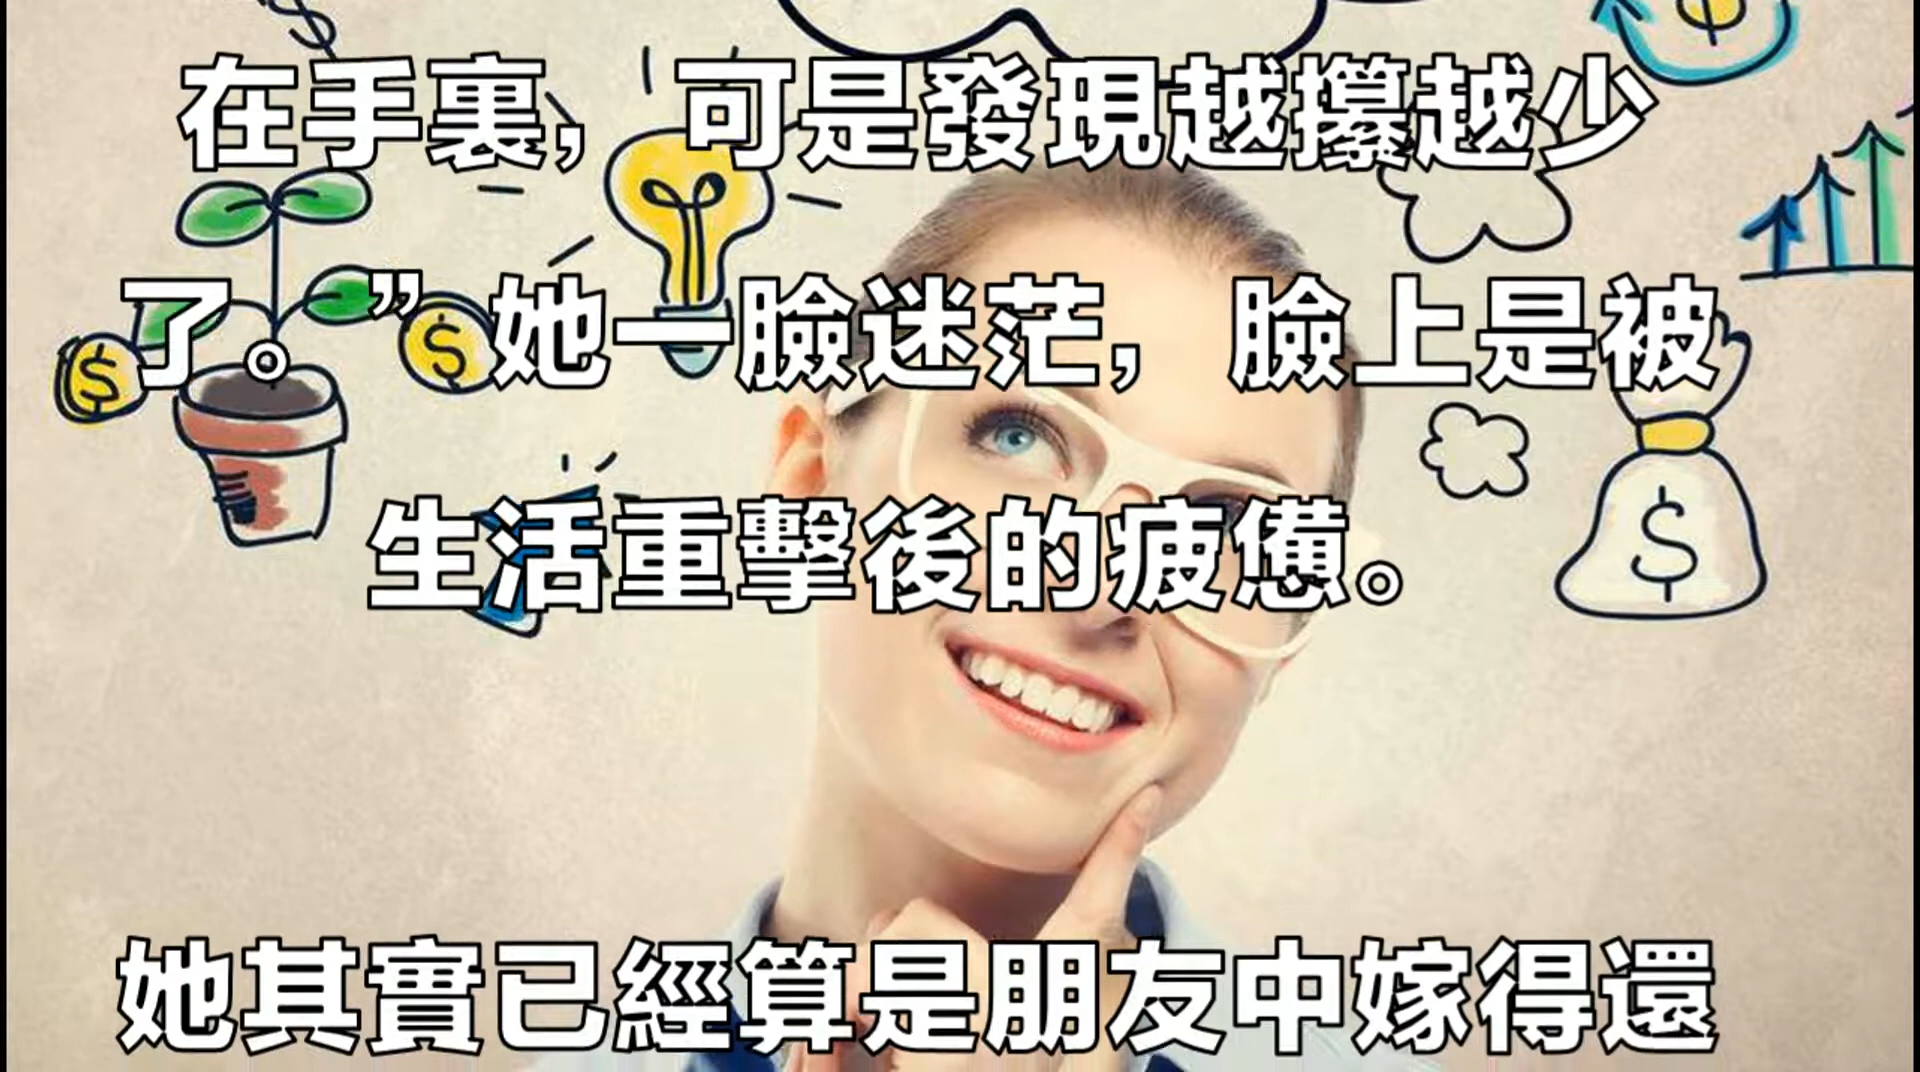 在手裏，可是發現越攥越少
了。”她一臉迷茫，臉上是被
生活重擊後的疲憊。
她其實已經算是朋友中嫁得還